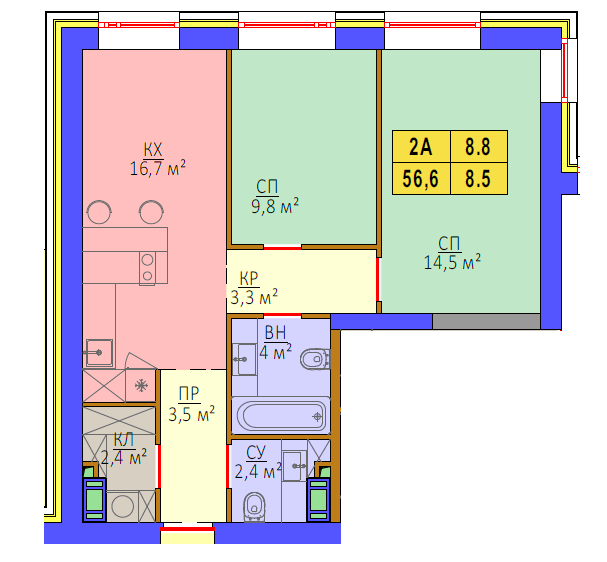 2А 8.8
56,6 8.5
КХ
16,7 м²
СП
9,8 м²
СП
14,5 м²
КР
3,3 м²
ВН
4 м²
ПР
3,5 м²
КЛ
2,4 м²
СУ
2,4 м²